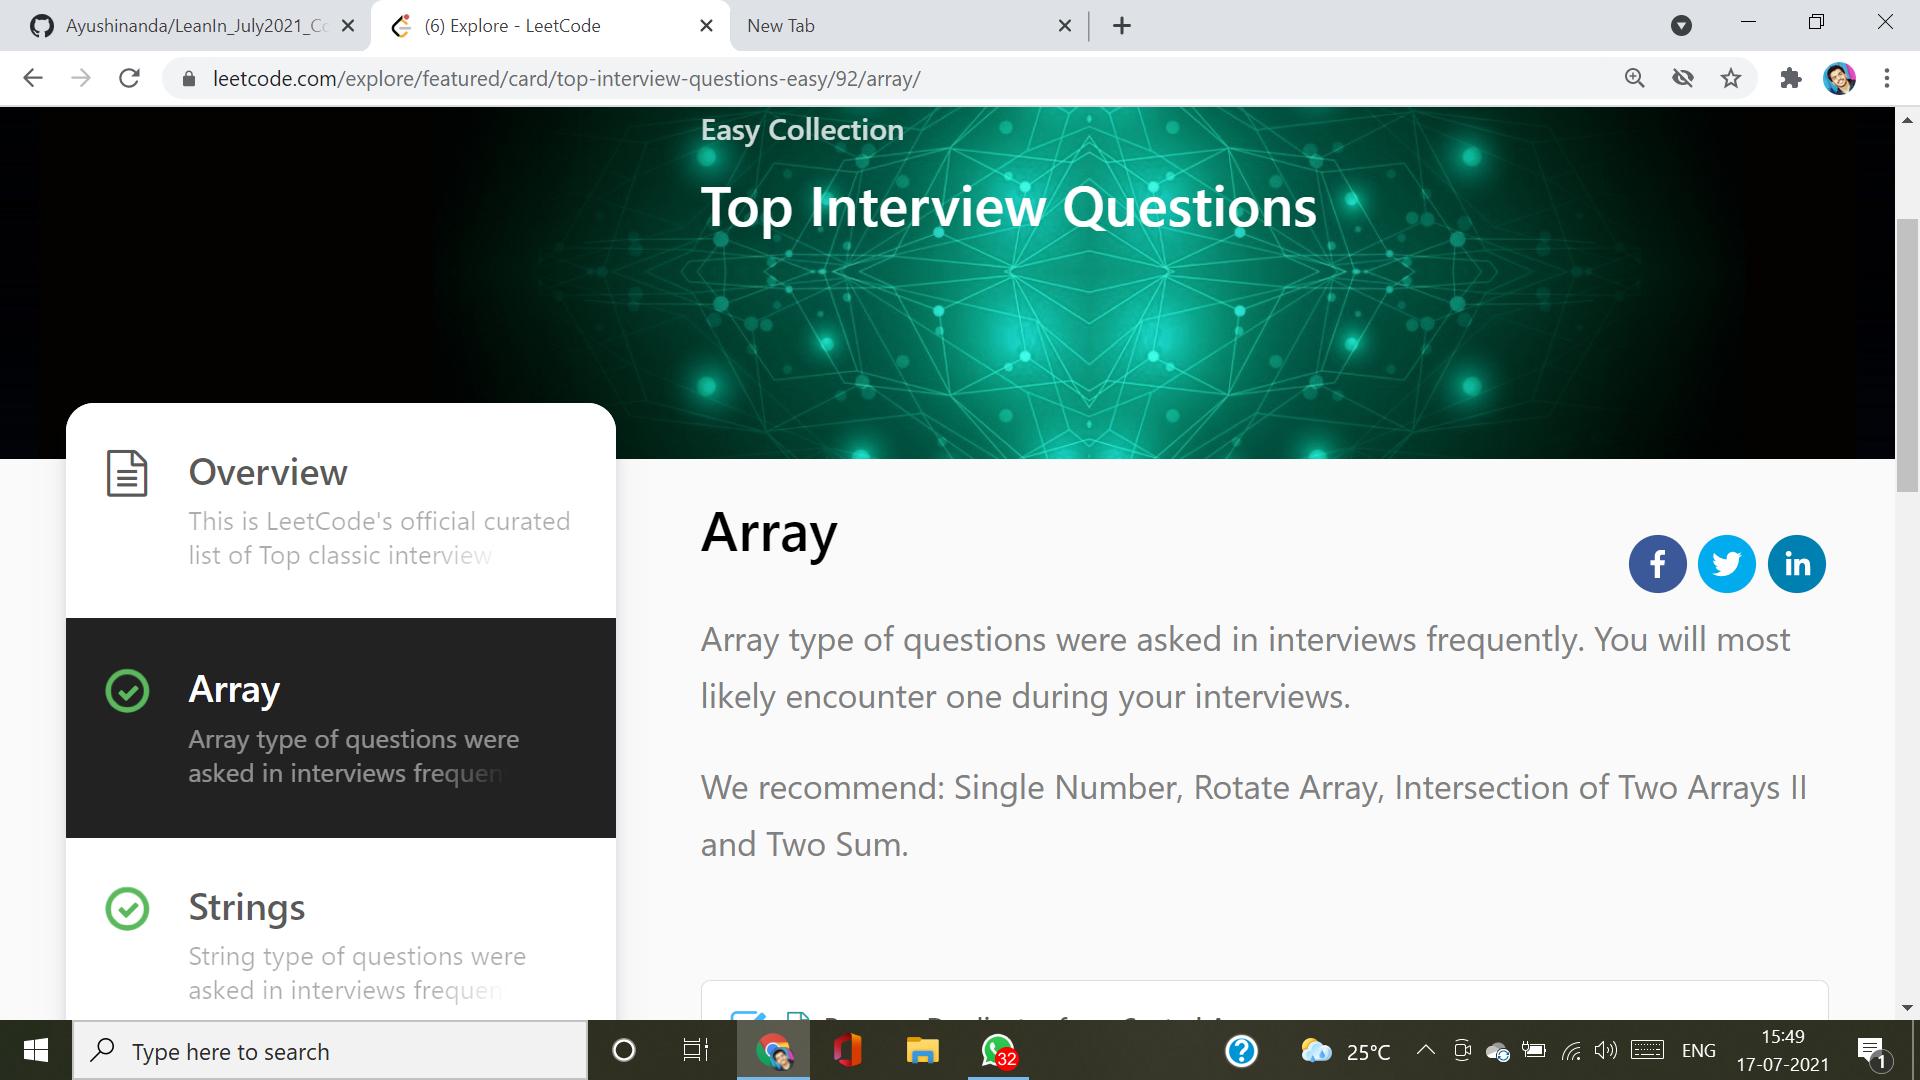 Ayushinanda/LeanIn_July2021_Co
(6) Explore - LeetCode
New Tab
leetcode.com/explore/featured/card/top-interview-questions-easy/92/array/
Easy Collection
Top Interview Questions
Overview
This is LeetCode's official curated
list of Top classic interview
Array
Array type of questions were
asked in interviews frequen
Strings
String type of questions were
asked in interviews frequen
Array
Array type of questions were asked in interviews frequently. You will most
likely encounter one during your interviews.
We recommend: Single Number, Rotate Array, Intersection of Two Arrays II
and Two Sum.
Type here to search
32
25°C
ENG
15:49
17-07-2021
1